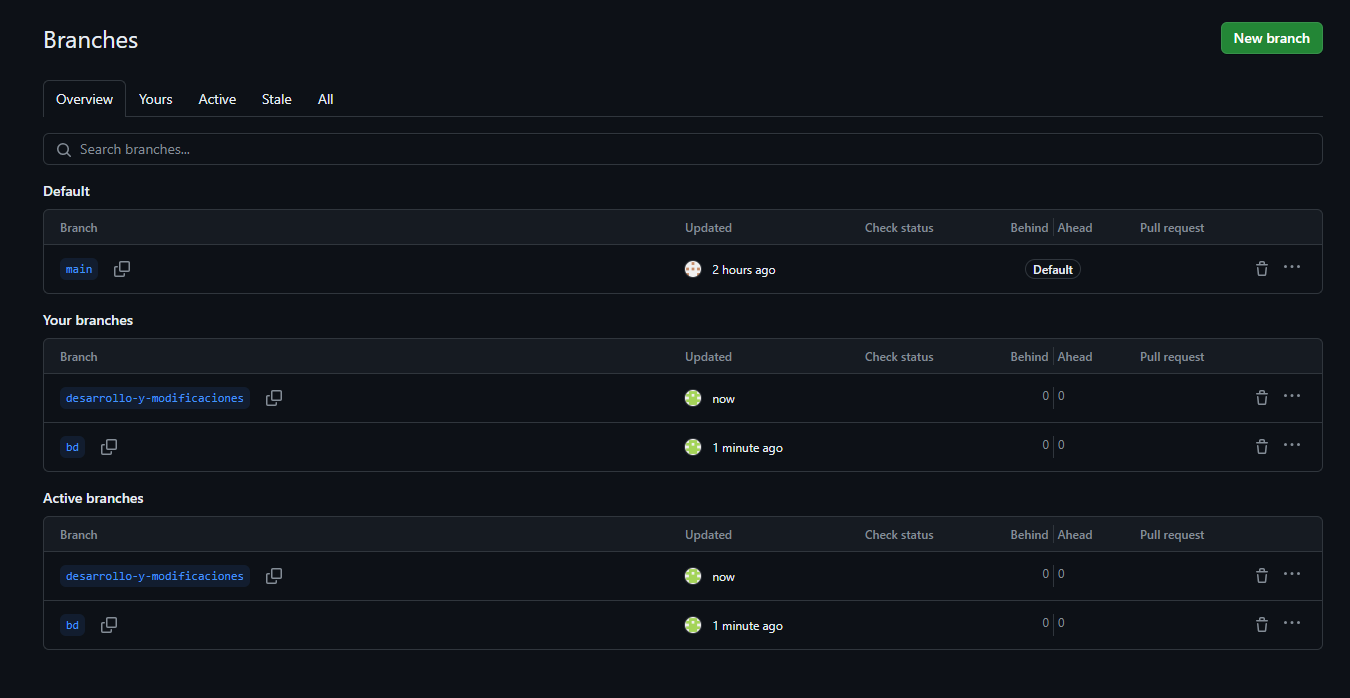 Branches
New branch
Overview Yours Active Stale All
Search branches...
Default
Branch Updated Check status Behind Ahead Pull request
main 2 hours ago Default
Your branches
Branch Updated Check status Behind Ahead Pull request
desarrollo-y-modificaciones now 0 0
bd 1 minute ago 0 0
Active branches
Branch Updated Check status Behind Ahead Pull request
desarrollo-y-modificaciones now 0 0
bd 1 minute ago 0 0